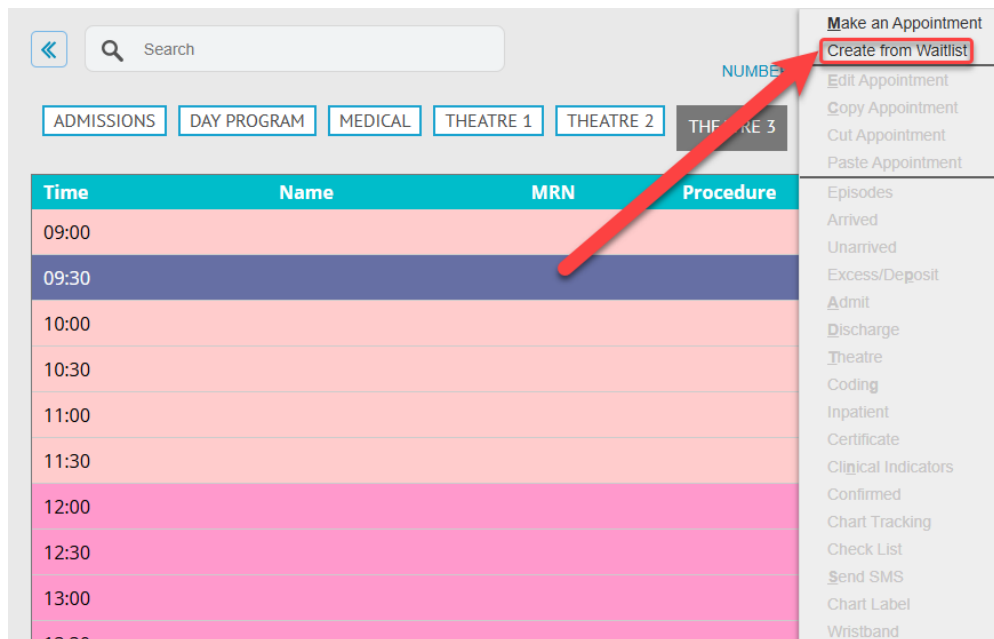 Search
NUMBE
ADMISSIONS DAY PROGRAM MEDICAL THEATRE 1 THEATRE 2 THEATRE 3
Time Name MRN Procedure
09:00
09:30
10:00
10:30
11:00
11:30
12:00
12:30
13:00
Make an Appointment
Create from Waitlist
Edit Appointment
Copy Appointment
Cut Appointment
Paste Appointment
Episodes
Arrived
Unarrived
Excess/Deposit
Admit
Discharge
Theatre
Coding
Inpatient
Certificate
Clinical Indicators
Confirmed
Chart Tracking
Check List
Send SMS
Chart Label
Wristband